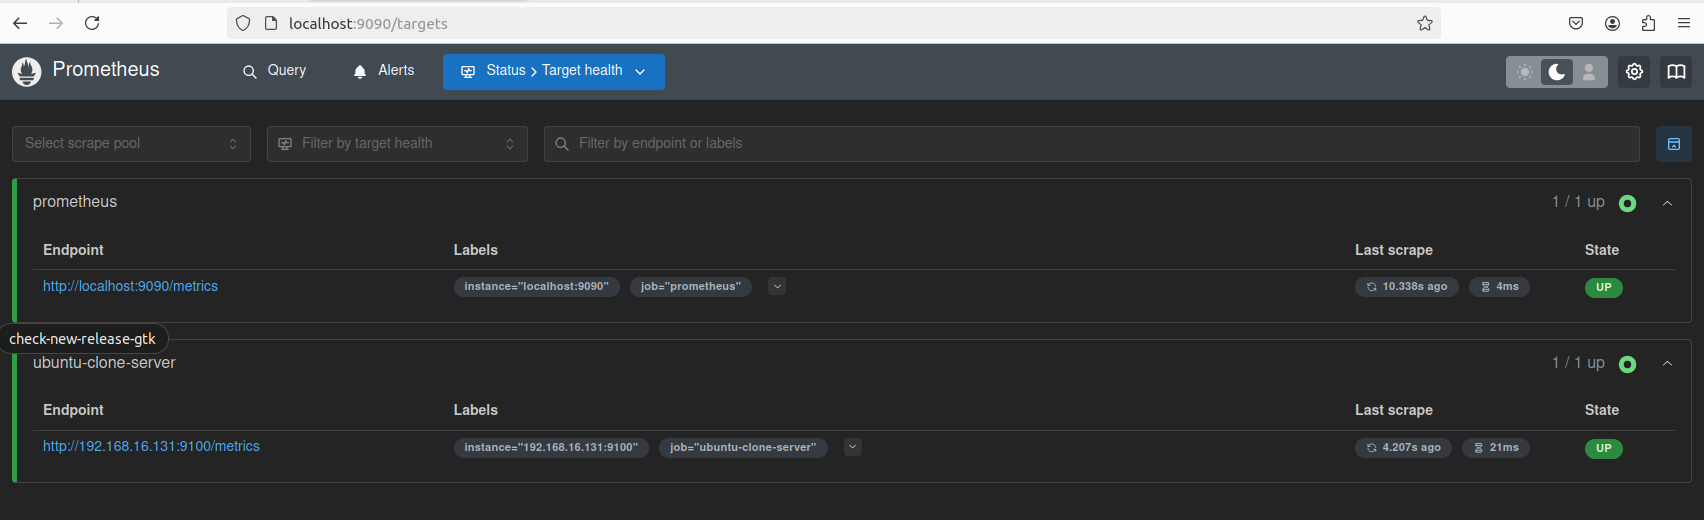 localhost:9090/targets
Prometheus Query Alerts Status > Target health
Select scrape pool Filter by target health Filter by endpoint or labels
prometheus 1 / 1 up
Endpoint Labels Last scrape State
http://localhost:9090/metrics instance="localhost:9090" job="prometheus" 10.338s ago 4ms UP
check-new-release-gtk
ubuntu-clone-server 1 / 1 up
Endpoint Labels Last scrape State
http://192.168.16.131:9100/metrics instance="192.168.16.131:9100" job="ubuntu-clone-server" 4.207s ago 21ms UP